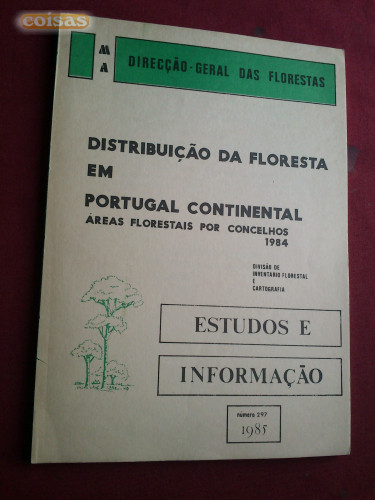 coisas
M
A
DIRECÇÃO-GERAL DAS FLORESTAS
DISTRIBUIÇÃO DA FLORESTA
EM
PORTUGAL CONTINENTAL
ÁREAS FLORESTAIS POR CONCELHOS
1984
DIVISÃO DE
INVENTÁRIO FLORESTAL
E
CARTOGRAFIA
ESTUDOS E
INFORMAÇÃO
número 297
1985